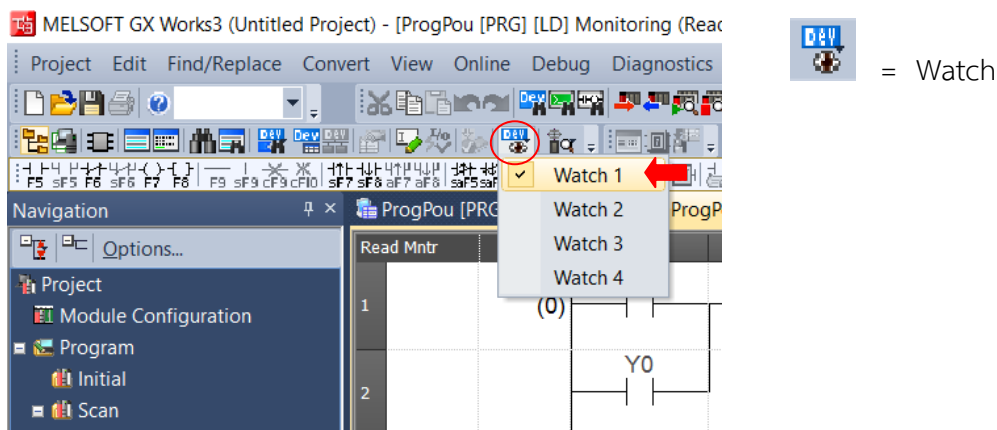 MELSOFT GX Works3 (Untitled Project) - [ProgPou [PRG] [LD] Monitoring (Read
= Watch
Project Edit Find/Replace Convert View Online Debug Diagnostics
F5 sF5 F6 sF6 F7 F8 F9 sF9 cF9 cF10 sF7 sF8 aF7 aF8 saF5
Watch 1
Navigation
ProgPou [PRG
Watch 2
ProgP
Options...
Read Mntr
Watch 3
Project
Watch 4
Module Configuration
1
(0)
Program
Initial
Y0
Scan
2